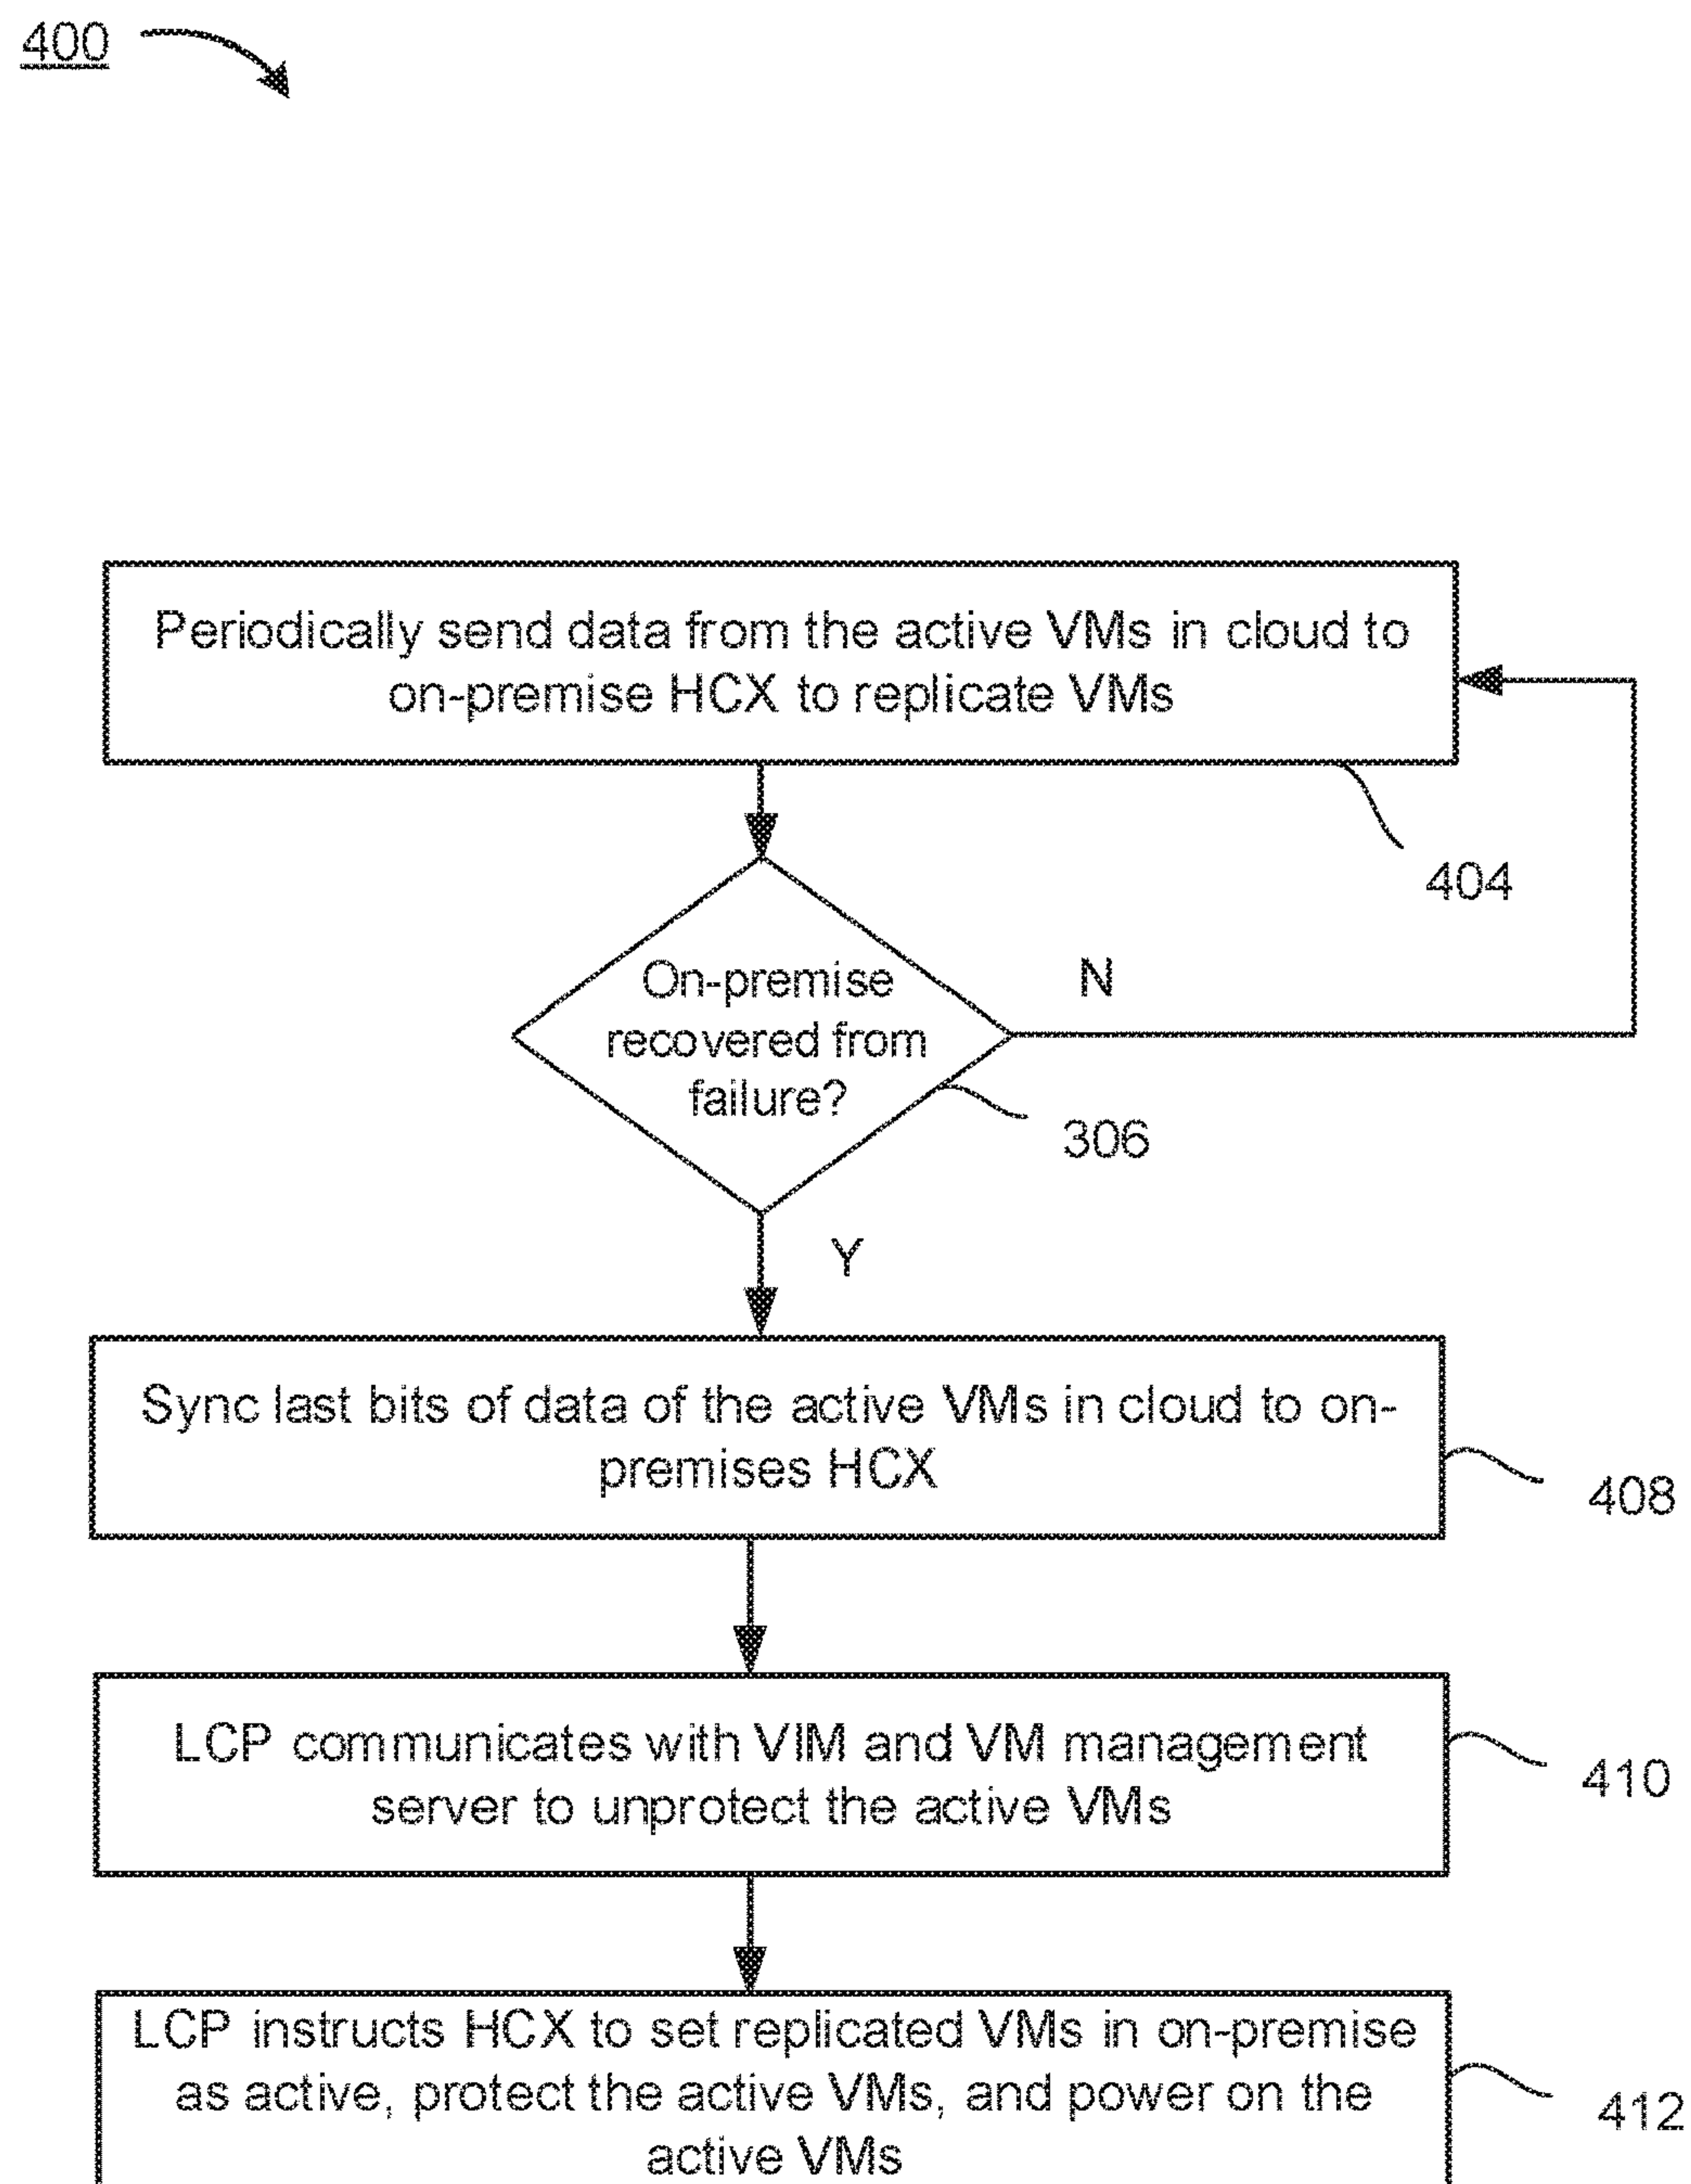 400
Periodically send data from the active VMs in cloud to
on-premise HCX to replicate VMs
404
On-premise
recovered from
failure?
N
306
Y
Sync last bits of data of the active VMs in cloud to on-
premises HCX
408
LCP communicates with VIM and VM management
server to unprotect the active VMs
410
LCP instructs HCX to set replicated VMs in on-premise
as active, protect the active VMs, and power on the
active VMs
412